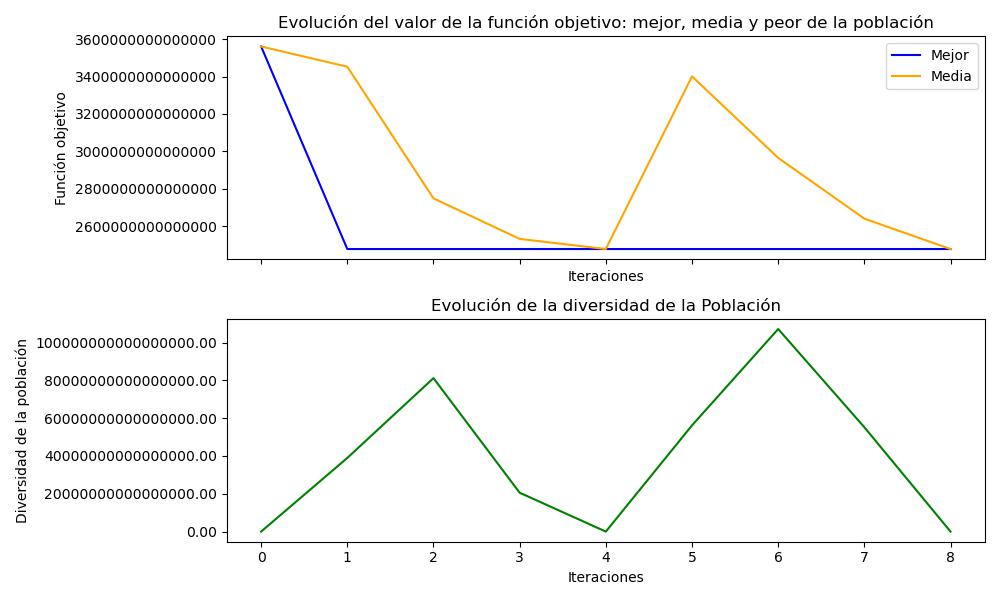 Evolución del valor de la función objetivo: mejor, media y peor de la población
3600000000000000
3400000000000000
3200000000000000
3000000000000000
2800000000000000
2600000000000000
Función objetivo
Mejor
Media
Iteraciones
Evolución de la diversidad de la Población
100000000000000000.00
80000000000000000.00
60000000000000000.00
40000000000000000.00
20000000000000000.00
0.00
Diversidad de la población
0 1 2 3 4 5 6 7 8
Iteraciones